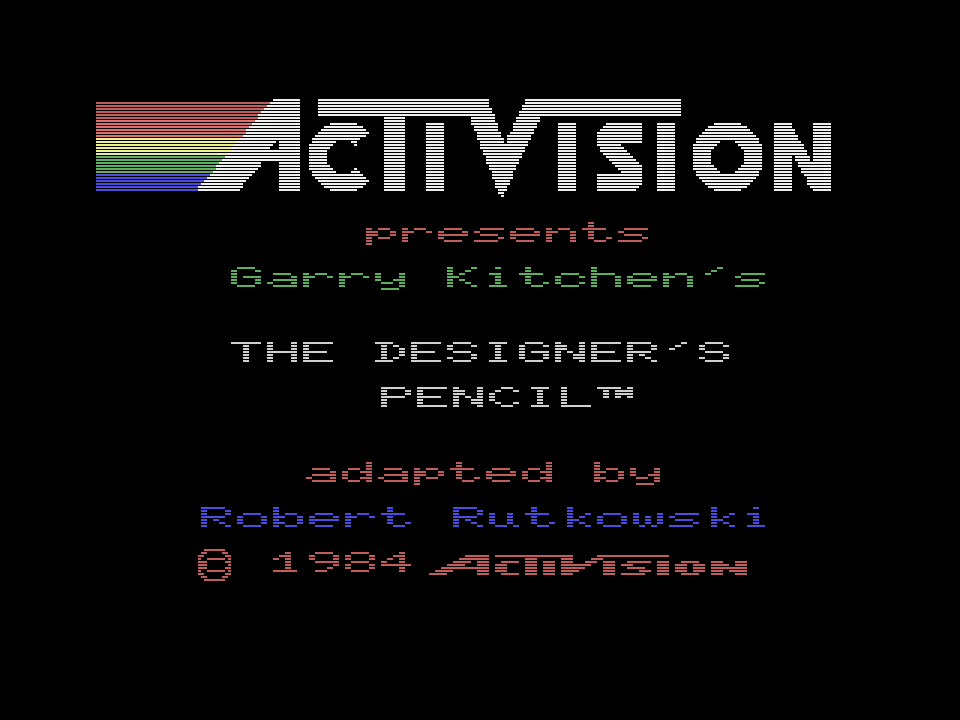 ACTIVISION
presents
Garry Kitchen's
THE DESIGNER'S
PENCIL™
adapted by
Robert Rutkowski
© 1984 ACTIVISION